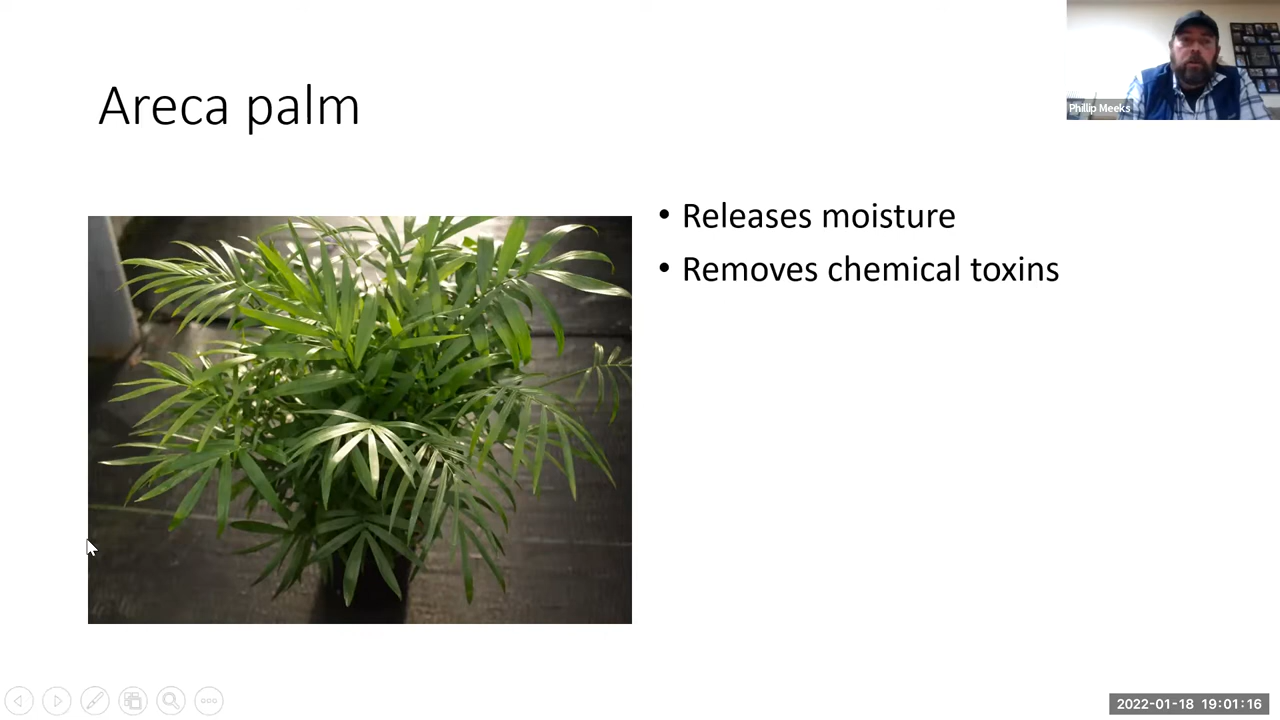 Areca palm
Phillip Meeks
• Releases moisture
• Removes chemical toxins
2022-01-18 19:01:16